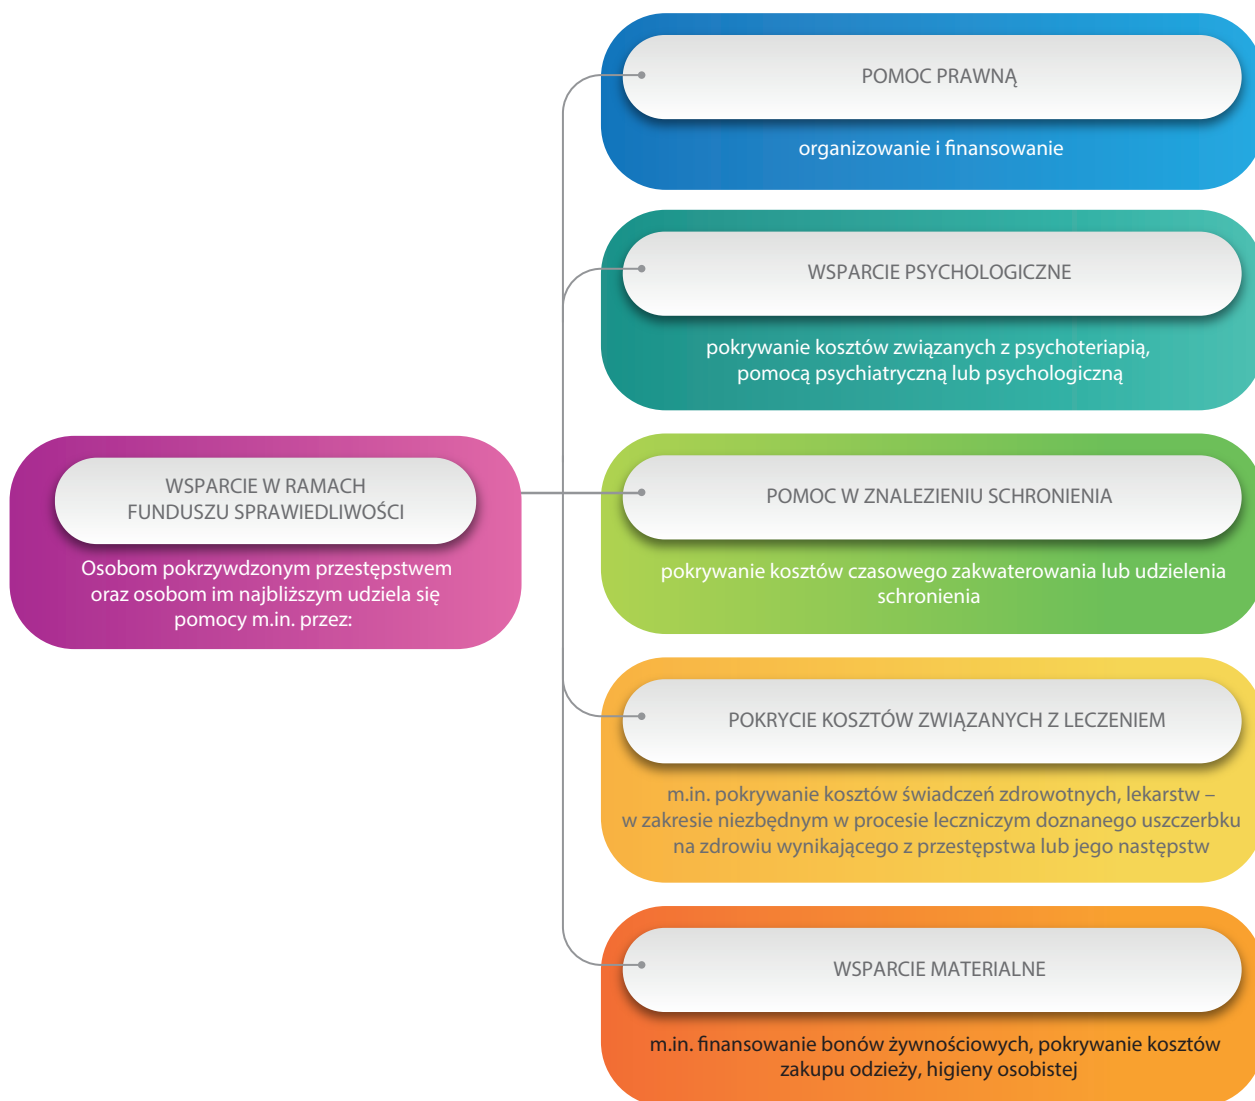 WSPARCIE W RAMACH
FUNDUSZU SPRAWIEDLIWOŚCI
Osobom pokrzywdzonym przestępstwem
oraz osobom im najbliższym udziela się
pomocy m.in. przez:
POMOC PRAWNĄ
organizowanie i finansowanie
WSPARCIE PSYCHOLOGICZNE
pokrywanie kosztów związanych z psychoteriapią,
pomocą psychiatryczną lub psychologiczną
POMOC W ZNALEZIENIU SCHRONIENIA
pokrywanie kosztów czasowego zakwaterowania lub udzielenia
schronienia
POKRYCIE KOSZTÓW ZWIĄZANYCH Z LECZENIEM
m.in. pokrywanie kosztów świadczeń zdrowotnych, lekarstw –
w zakresie niezbędnym w procesie leczniczym doznanego uszczerbku
na zdrowiu wynikającego z przestępstwa lub jego następstw
WSPARCIE MATERIALNE
m.in. finansowanie bonów żywnościowych, pokrywanie kosztów
zakupu odzieży, higieny osobistej